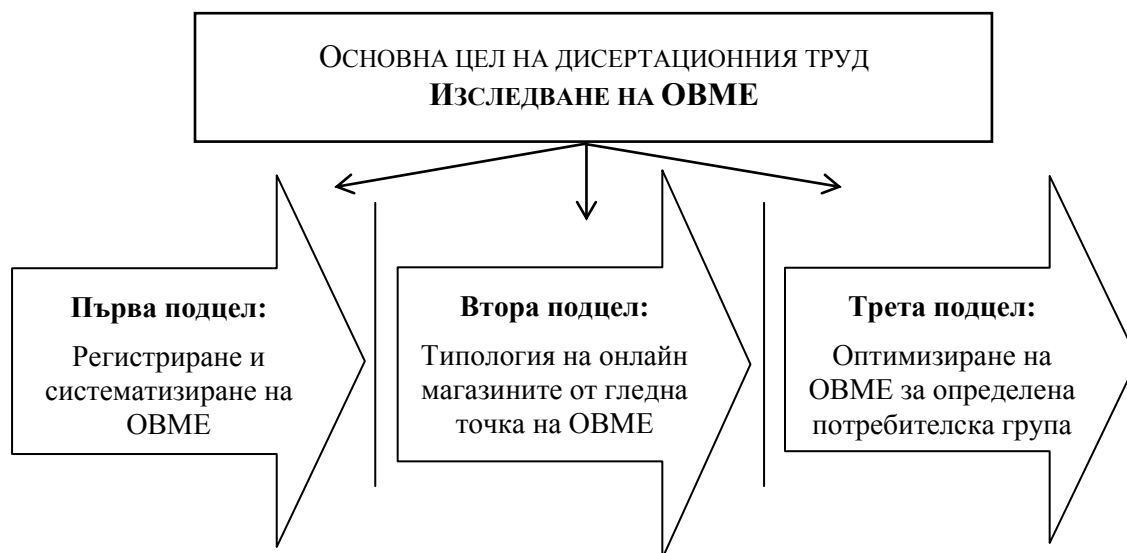 ОСНОВНА ЦЕЛ НА ДИСЕРТАЦИОННИЯ ТРУД
ИЗСЛЕДВАНЕ НА ОВМЕ
Първа подцел:
Регистриране и
систематизиране на
ОВМЕ
Втора подцел:
Типология на онлайн
магазините от гледна
точка на ОВМЕ
Трета подцел:
Оптимизиране на
ОВМЕ за определена
потребителска група